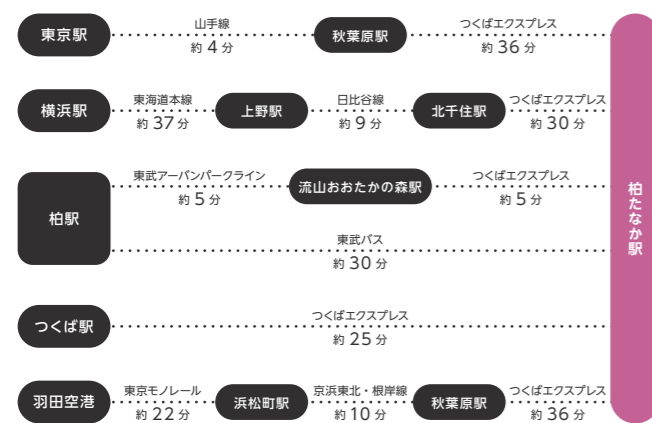 東京駅
山手線
約 4 分
秋葉原駅
つくばエクスプレス
約 36 分
横浜駅
東海道本線
約 37 分
上野駅
日比谷線
約 9 分
北千住駅
つくばエクスプレス
約 30 分
柏駅
東武アーバンパークライン
約 5 分
流山おおたかの森駅
つくばエクスプレス
約 5 分
東武バス
約 30 分
つくば駅
つくばエクスプレス
約 25 分
羽田空港
東京モノレール
約 22 分
浜松町駅
京浜東北・根岸線
約 10 分
秋葉原駅
つくばエクスプレス
約 36 分
柏たなか駅